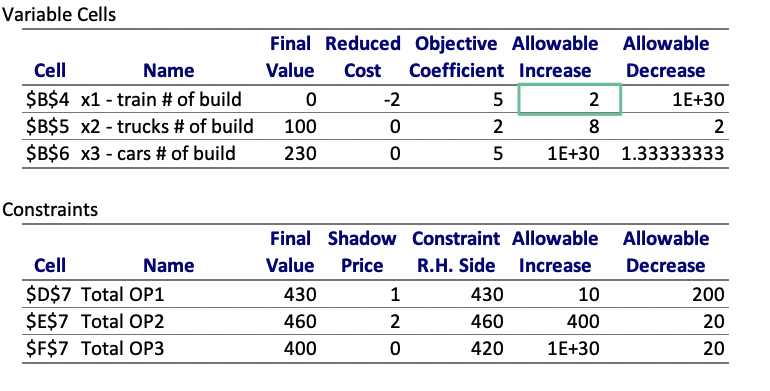 Variable Cells
Final Reduced Objective Allowable Allowable
Cell Name Value Cost Coefficient Increase Decrease
$B$4 x1 - train # of build 0 -2 5 2 1E+30
$B$5 x2 - trucks # of build 100 0 2 8 2
$B$6 x3 - cars # of build 230 0 5 1E+30 1.33333333
Constraints
Final Shadow Constraint Allowable Allowable
Cell Name Value Price R.H. Side Increase Decrease
$D$7 Total OP1 430 1 430 10 200
$E$7 Total OP2 460 2 460 400 20
$F$7 Total OP3 400 0 420 1E+30 20